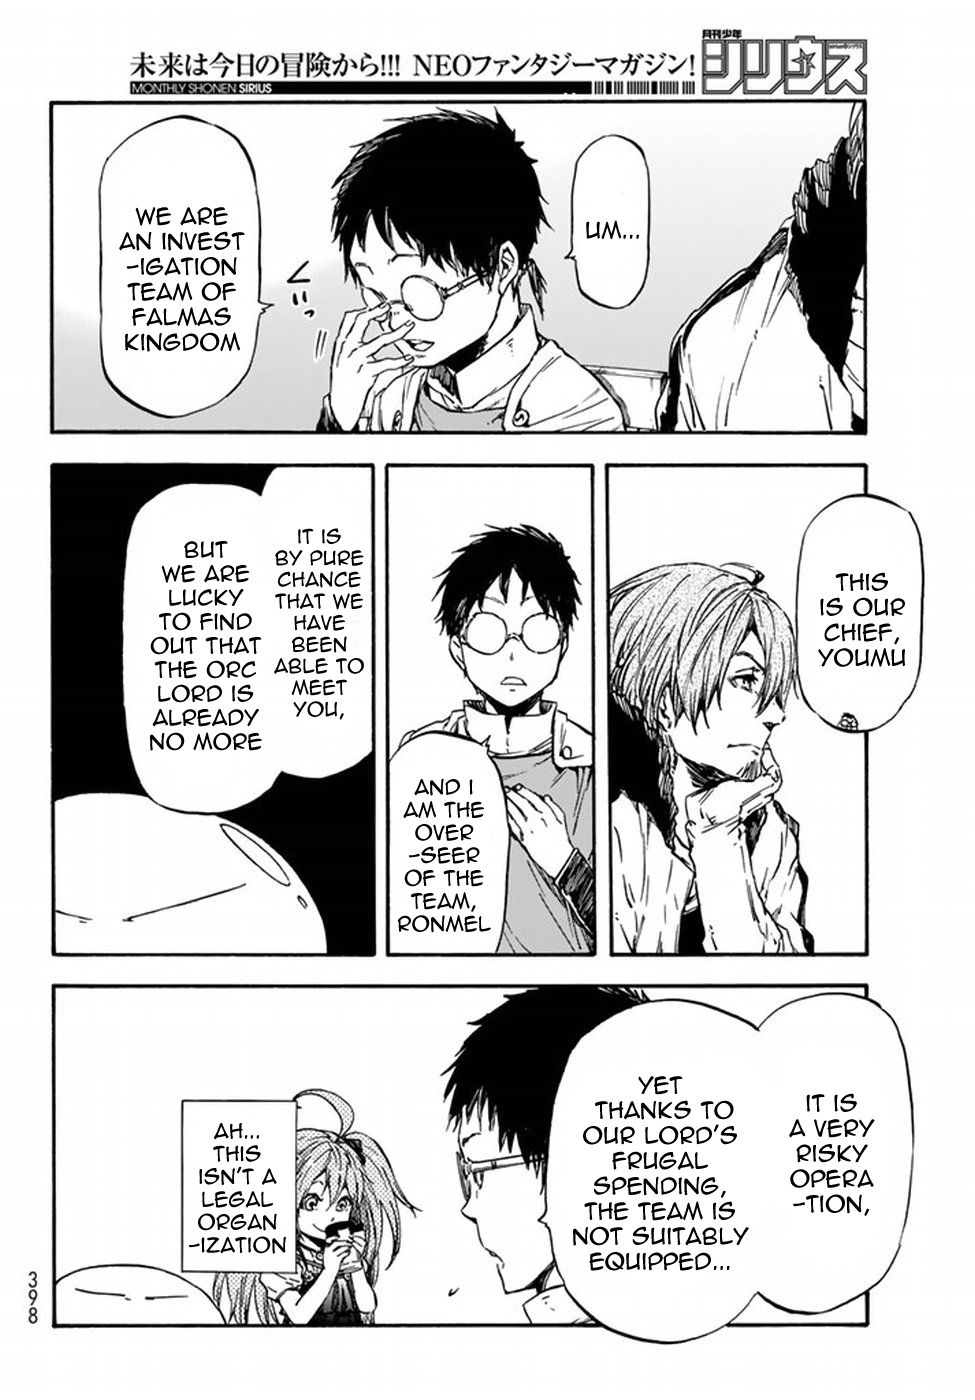 未来は今日の冒険から!!! NEOファンタジーマガジン!
月刊少年
シリウス
MONTHLY SHONEN SIRIUS
UM...
WE ARE
AN INVEST
-IGATION
TEAM OF
FALMAS
KINGDOM
THIS
IS OUR
CHIEF,
YOUMU
AND I
AM THE
OVER
-SEER
OF THE
TEAM,
RONMEL
IT IS
BY PURE
CHANCE
THAT WE
HAVE
BEEN
ABLE TO
MEET
YOU,
BUT
WE ARE
LUCKY
TO FIND
OUT THAT
THE ORC
LORD IS
ALREADY
NO MORE
IT IS
A VERY
RISKY
OPERA
-TION,
YET
THANKS TO
OUR LORD'S
FRUGAL
SPENDING,
THE TEAM IS
NOT SUITABLY
EQUIPPED...
AH...
THIS
ISN'T A
LEGAL
ORGAN
-IZATION
398